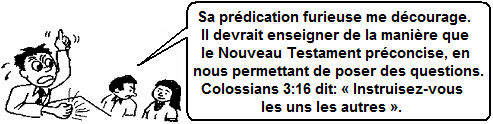 Sa prédication furieuse me décourage.
Il devrait enseigner de la manière que
le Nouveau Testament préconise, en
nous permettant de poser des questions.
Colossians 3:16 dit: « Instruisez-vous
les uns les autres ».